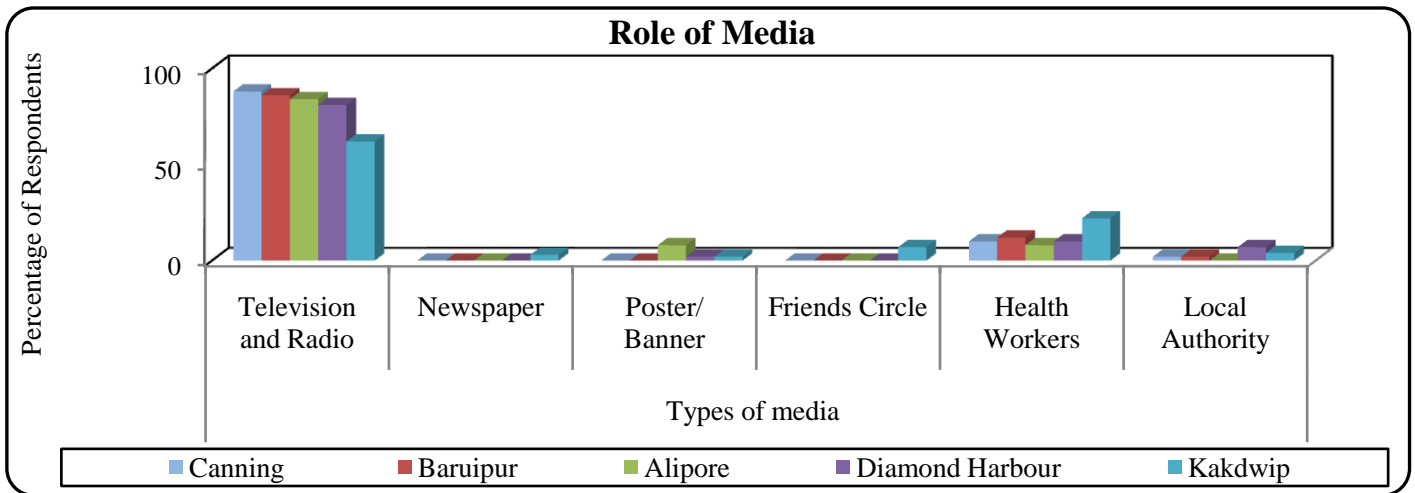 Role of Media
Percentage of Respondents
100
50
0
Television
and Radio
Newspaper
Poster/
Banner
Friends Circle
Health
Workers
Local
Authority
Types of media
Canning Baruipur Alipore Diamond Harbour Kakdwip